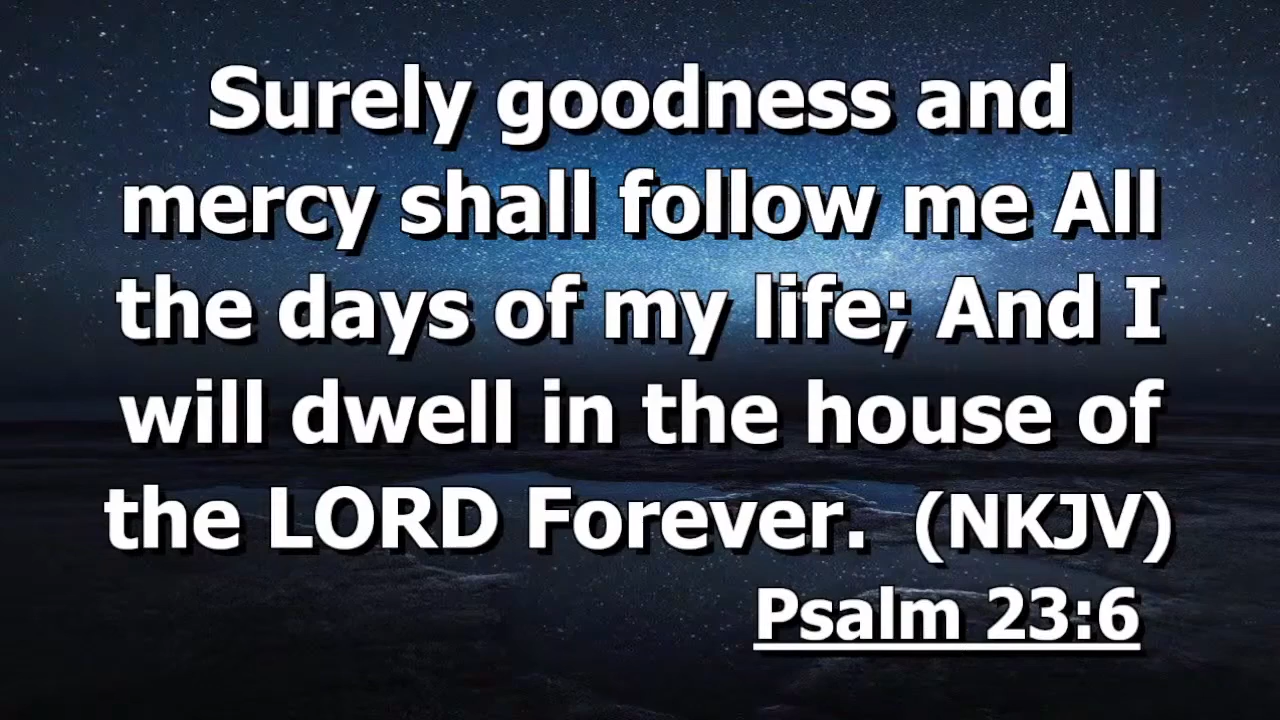 Surely goodness and
mercy shall follow me All
the days of my life; And I
will dwell in the house of
the LORD Forever. (NKJV)
Psalm 23:6